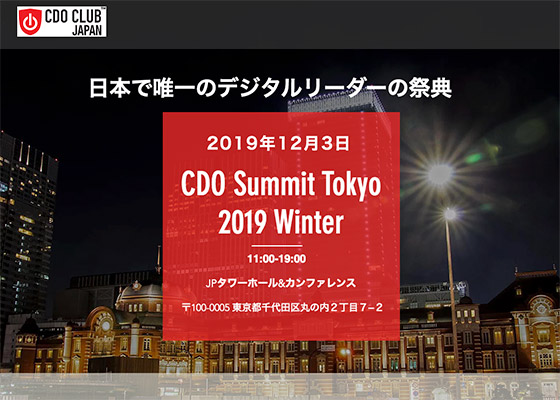 CDO CLUB
JAPAN
日本で唯一のデジタルリーダーの祭典
2019年12月3日
CDO Summit Tokyo
2019 Winter
11:00-19:00
JPタワーホール&カンファレンス
〒100-0005 東京都千代田区丸の内２丁目７−２